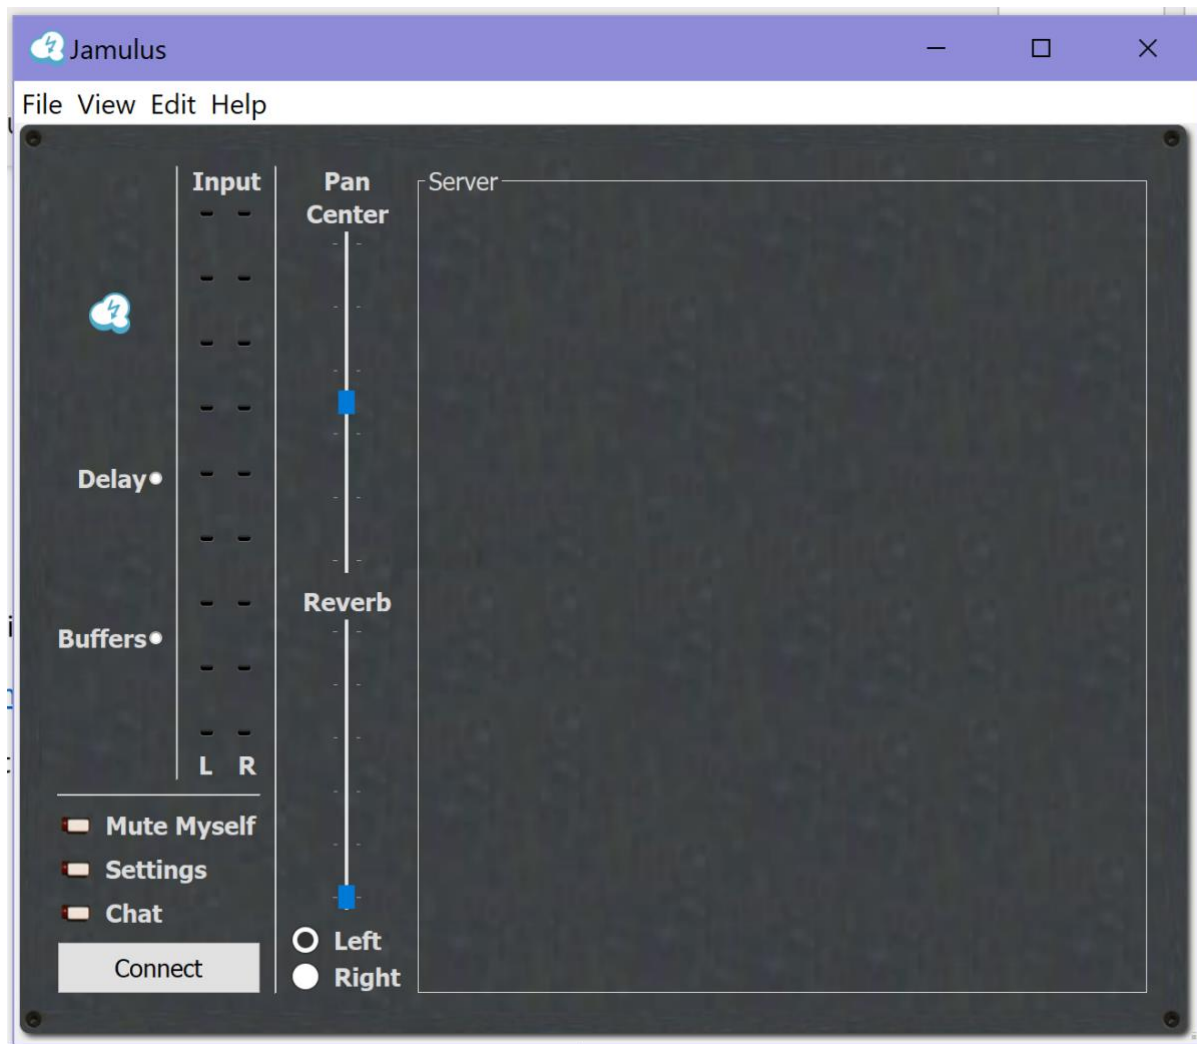 Jamulus
File View Edit Help
Input
Pan
Center
Server
Delay
Reverb
Buffers
L R
Mute Myself
Settings
Chat
Left
Connect
Right